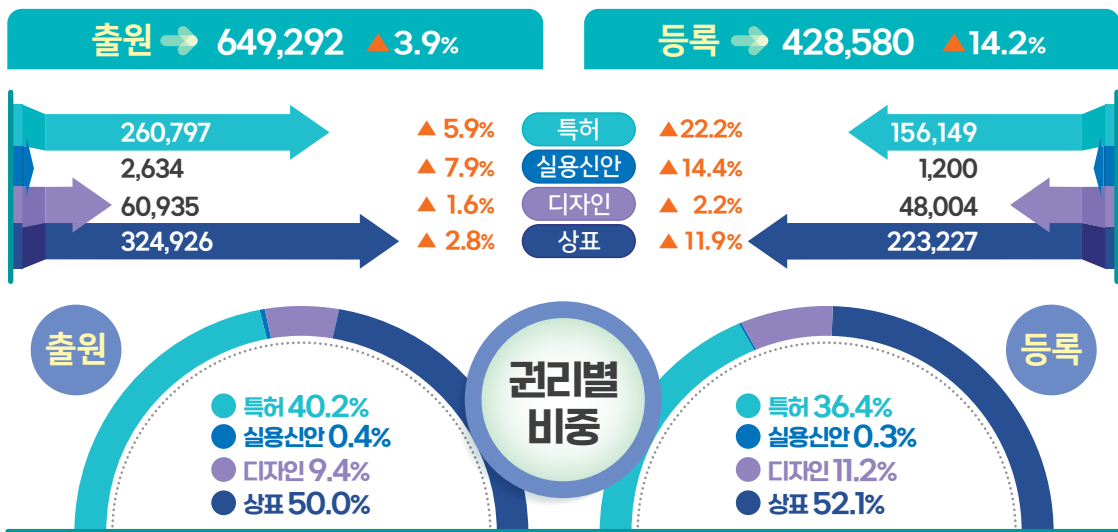 출원 649,292 ▲3.9%
등록 428,580 ▲14.2%
260,797 ▲ 5.9% 특허 ▲22.2% 156,149
2,634 ▲ 7.9% 실용신안 ▲14.4% 1,200
60,935 ▲ 1.6% 디자인 ▲ 2.2% 48,004
324,926 ▲ 2.8% 상표 ▲11.9% 223,227
출원
특허 40.2%
실용신안 0.4%
디자인 9.4%
상표 50.0%
권리별
비중
등록
특허 36.4%
실용신안 0.3%
디자인 11.2%
상표 52.1%